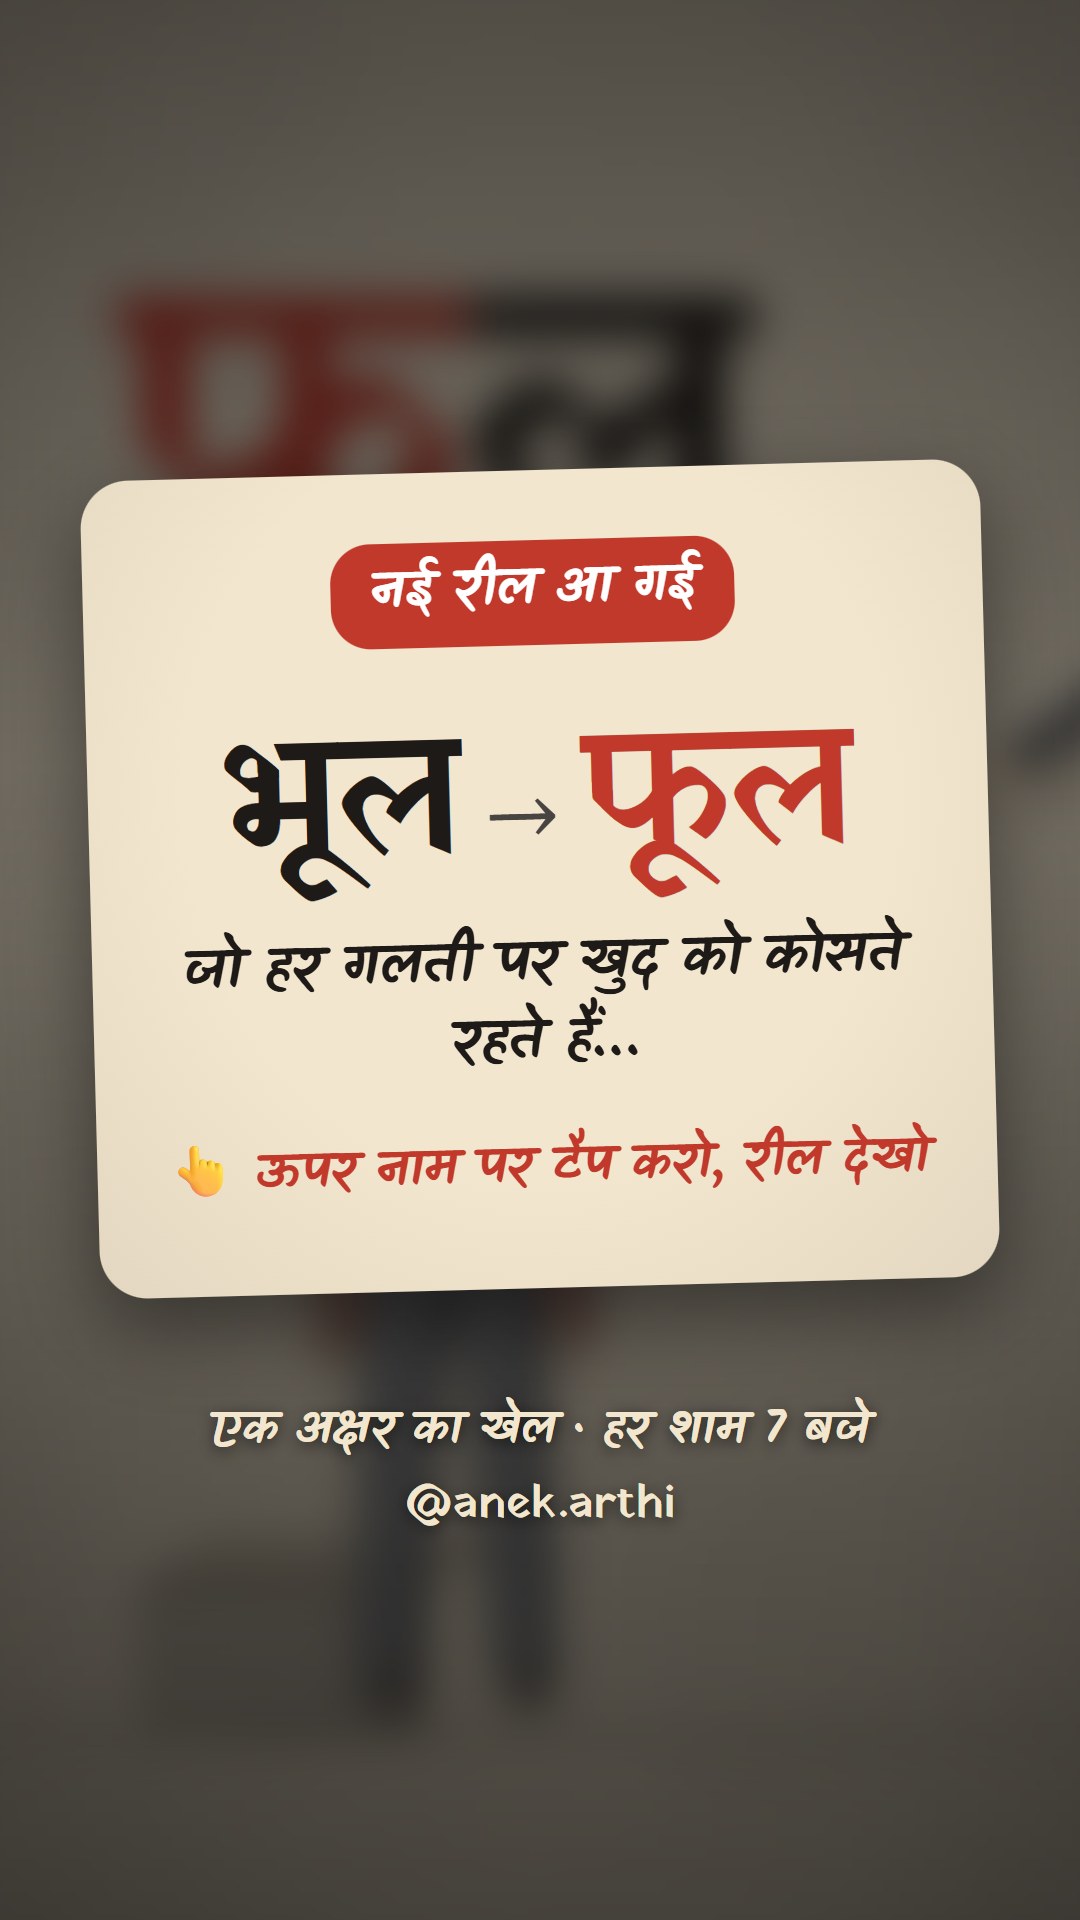 फूल
नई रील आ गई
भूल → फूल
जो हर गलती पर खुद को कोसते
रहते हैं...
👆 ऊपर नाम पर टैप करो, रील देखो
एक अक्षर का खेल · हर शाम 7 बजे
@anek.arthi